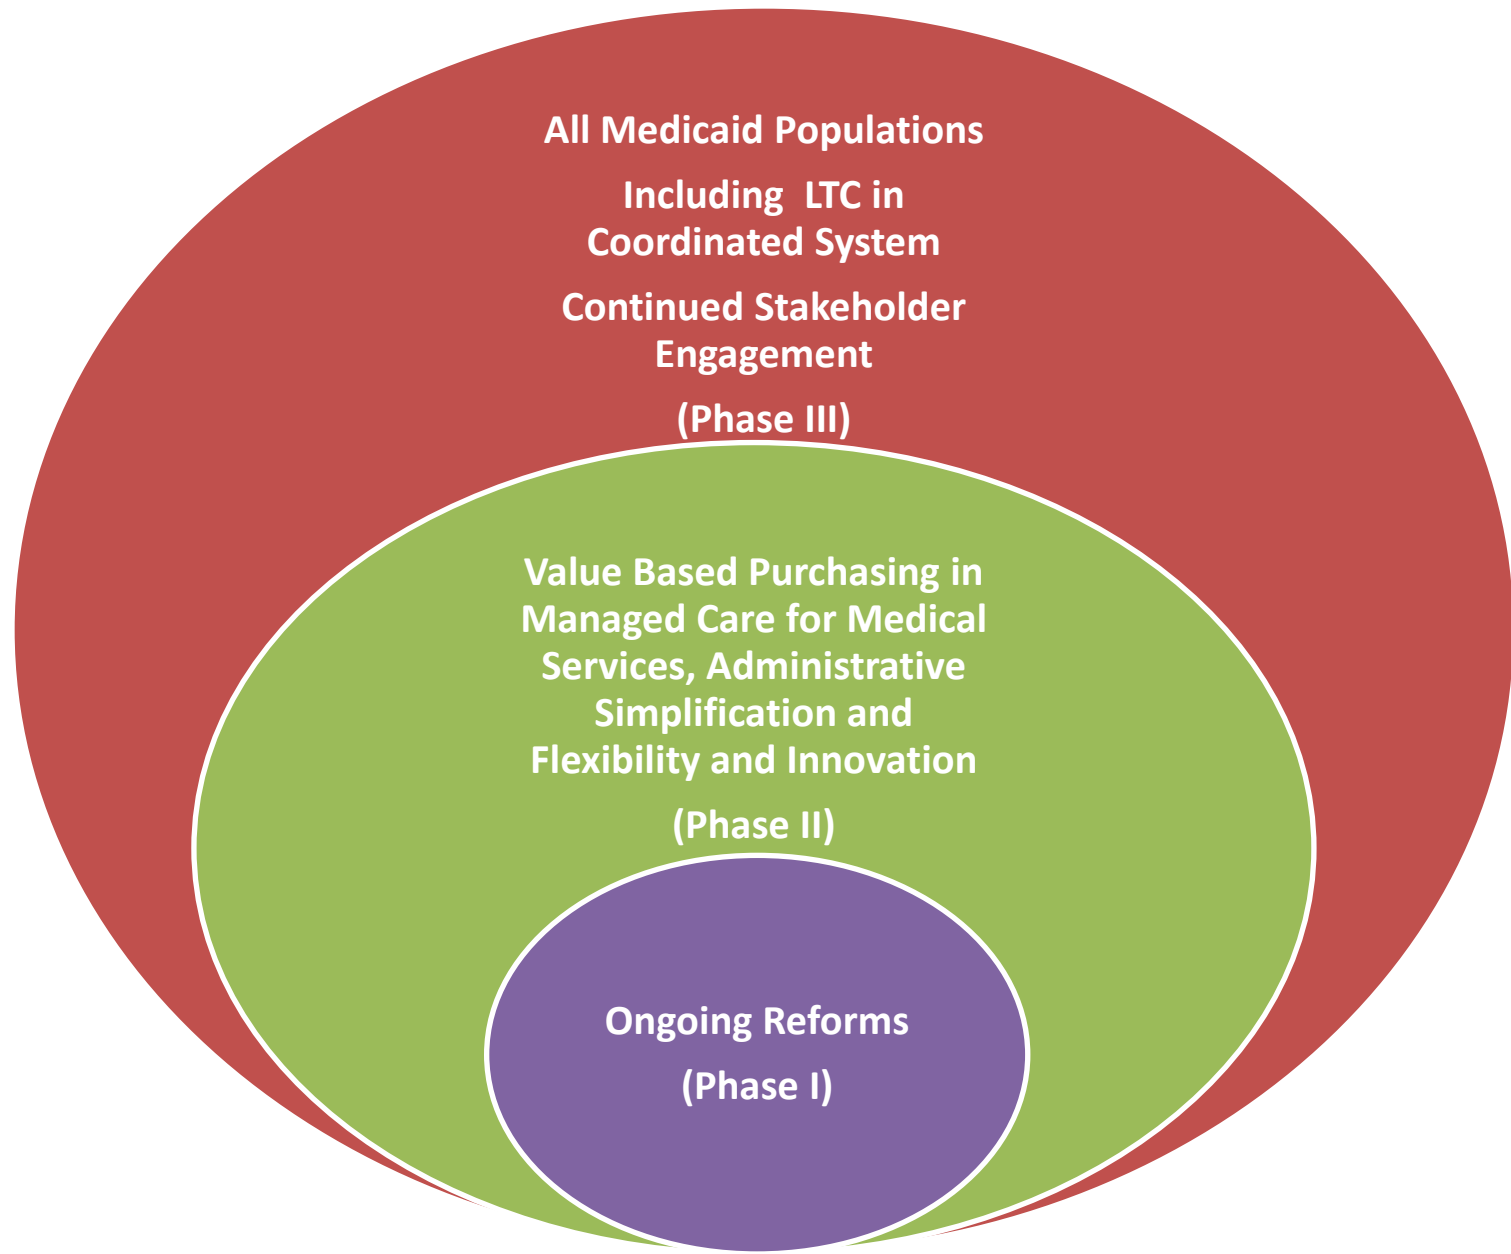 All Medicaid Populations
Including  LTC in
Coordinated System
Continued Stakeholder
Engagement
(Phase III)
Value Based Purchasing in
Managed Care for Medical
Services, Administrative
Simplification and
Flexibility and Innovation
(Phase II)
Ongoing Reforms
(Phase I)